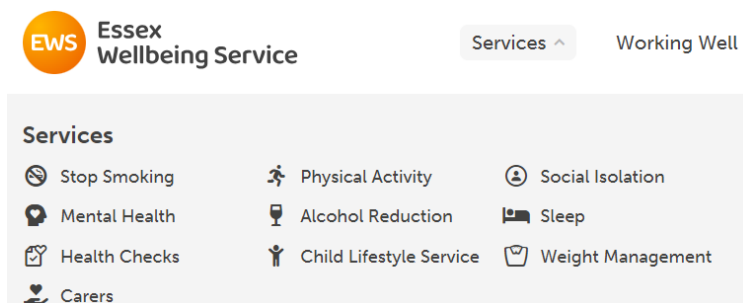 EWS
Essex
Wellbeing Service
Services
Working Well
Services
Stop Smoking
Physical Activity
Social Isolation
Mental Health
Alcohol Reduction
Sleep
Health Checks
Child Lifestyle Service
Weight Management
Carers